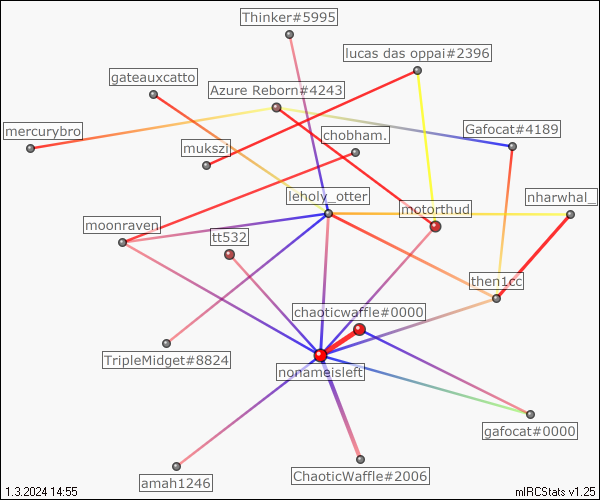 Thinker#5995
lucas das oppai#2396
gateauxcatto
Azure Reborn#4243
mercurybro
chobham.
Gafocat#4189
mukszi
leholy_otter
nharwhal_
motorthud
moonraven
tt532
then1cc
chaoticwaffle#0000
TripleMidget#8824
nonameisleft
gafocat#0000
ChaoticWaffle#2006
amah1246
1.3.2024 14:55
mIRCStats v1.25